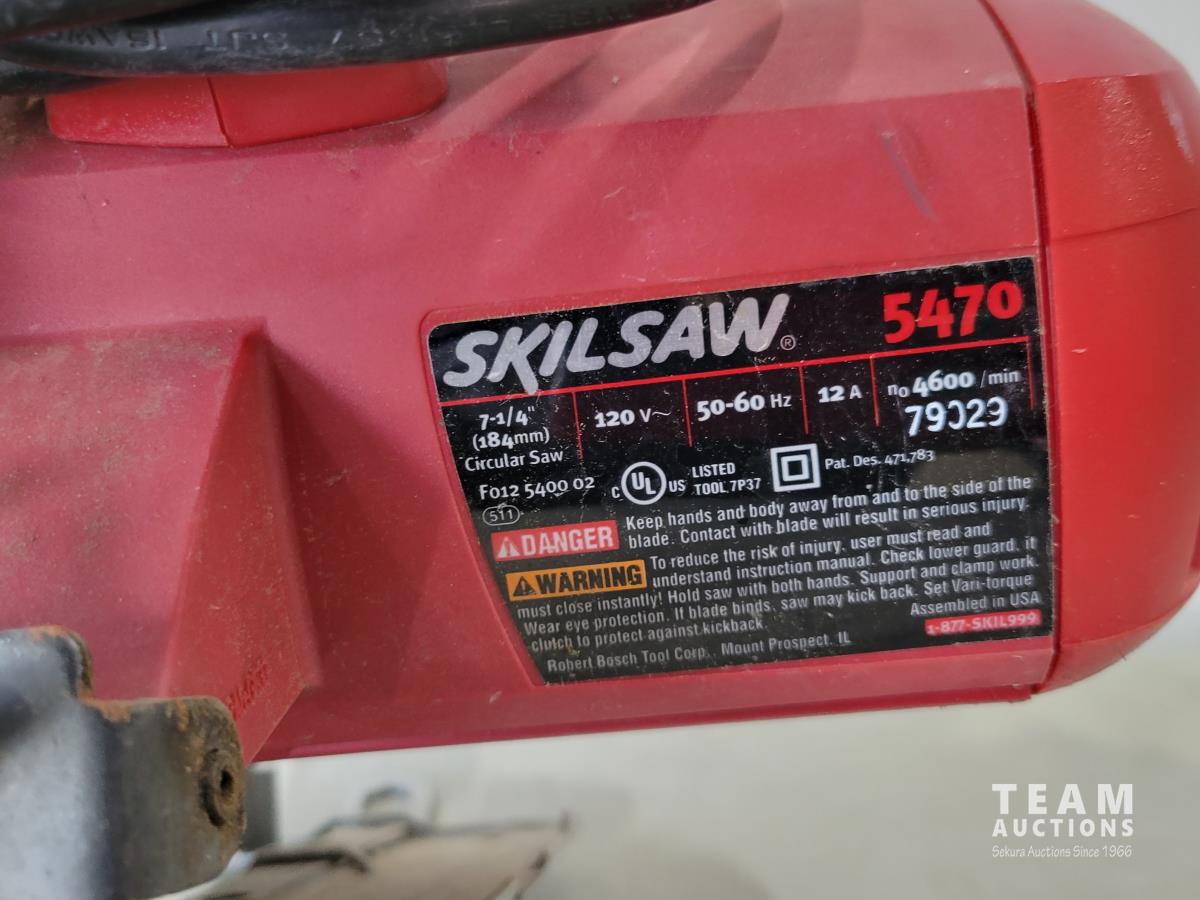 SKILSAW® 5470
7-1/4" 120 V~ 50-60 Hz 12 A no 4600 /min
(184mm) 79029
Circular Saw
F012 5400 02 C UL US LISTED Pat. Des. 471,783
TOOL 7P37
511
DANGER Keep hands and body away from and to the side of the
blade. Contact with blade will result in serious injury.
WARNING To reduce the risk of injury, user must read and
understand instruction manual. Check lower guard, it
must close instantly! Hold saw with both hands. Support and clamp work.
Wear eye protection. If blade binds, saw may kick back. Set Vari-torque
clutch to protect against kickback.
Assembled in USA
Robert Bosch Tool Corp. Mount Prospect, IL 1-877-SKIL999
TEAM
AUCTIONS
Sekura Auctions Since 1966